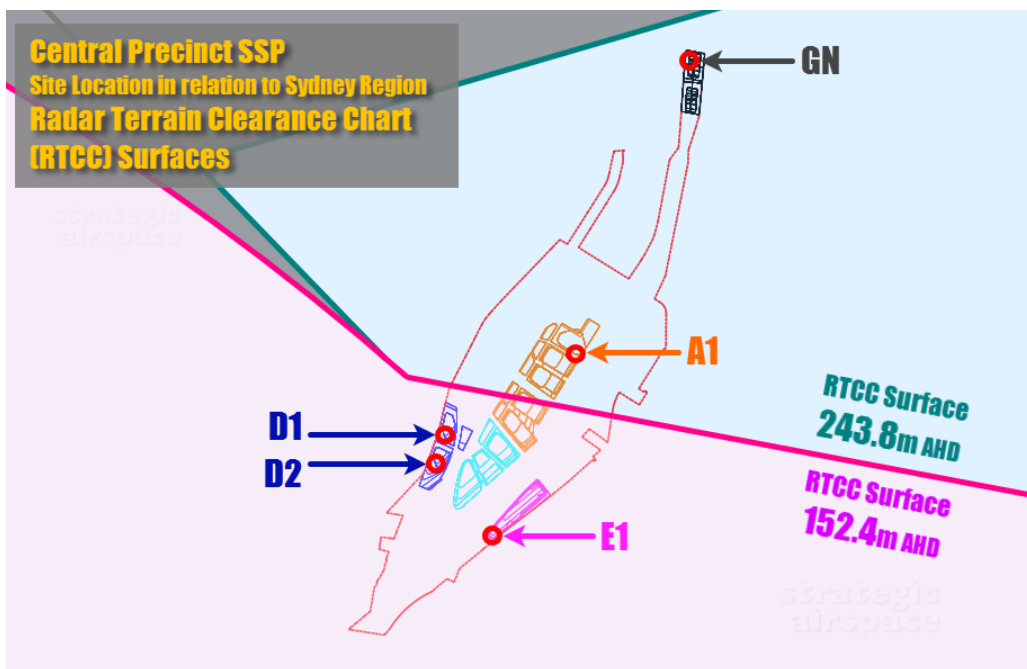 Central Precinct SSP
Site Location in relation to Sydney Region
Radar Terrain Clearance Chart
(RTCC) Surfaces
strategic
airspace
GN
A1
D1
D2
E1
RTCC Surface
243.8m AHD
RTCC Surface
152.4m AHD
strategic
airspace